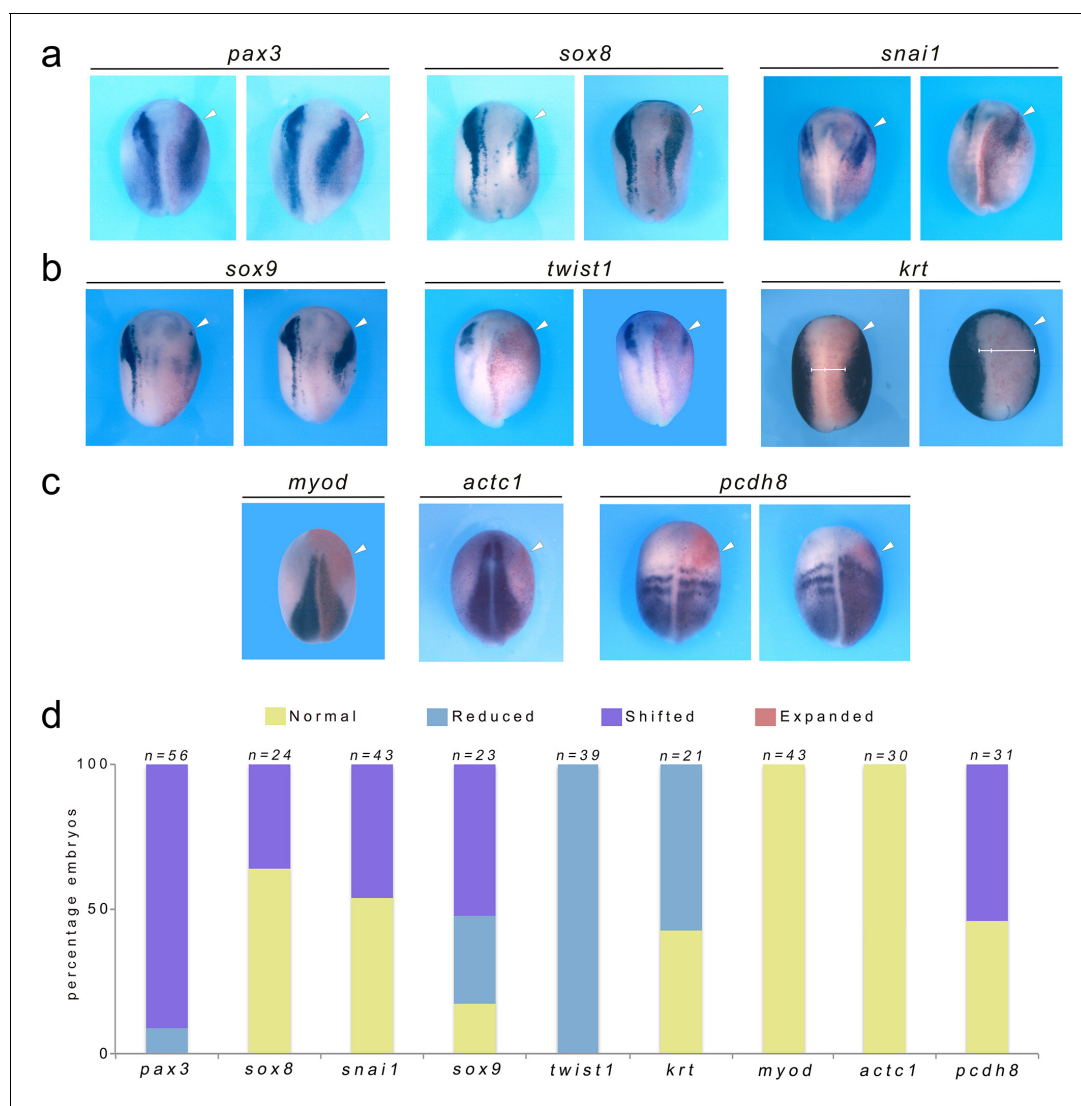 a
pax3 sox8 snai1
b
sox9 twist1 krt
c
myod actc1 pcdh8
d
Normal Reduced Shifted Expanded
n=56 n=24 n=43 n=23 n=39 n=21 n=43 n=30 n=31
100
50
0
percentage embryos
pax3 sox8 snai1 sox9 twist1 krt myod actc1 pcdh8